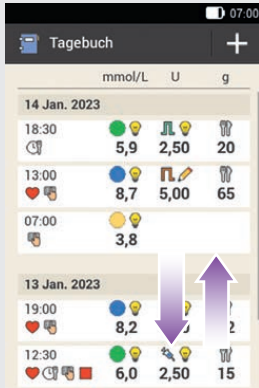 07:00
Tagebuch
mmol/L U g
14 Jan. 2023
18:30
5,9 2,50 20
13:00
8,7 5,00 65
07:00
3,8
13 Jan. 2023
19:00
8,2
12:30
6,0 2,50 15